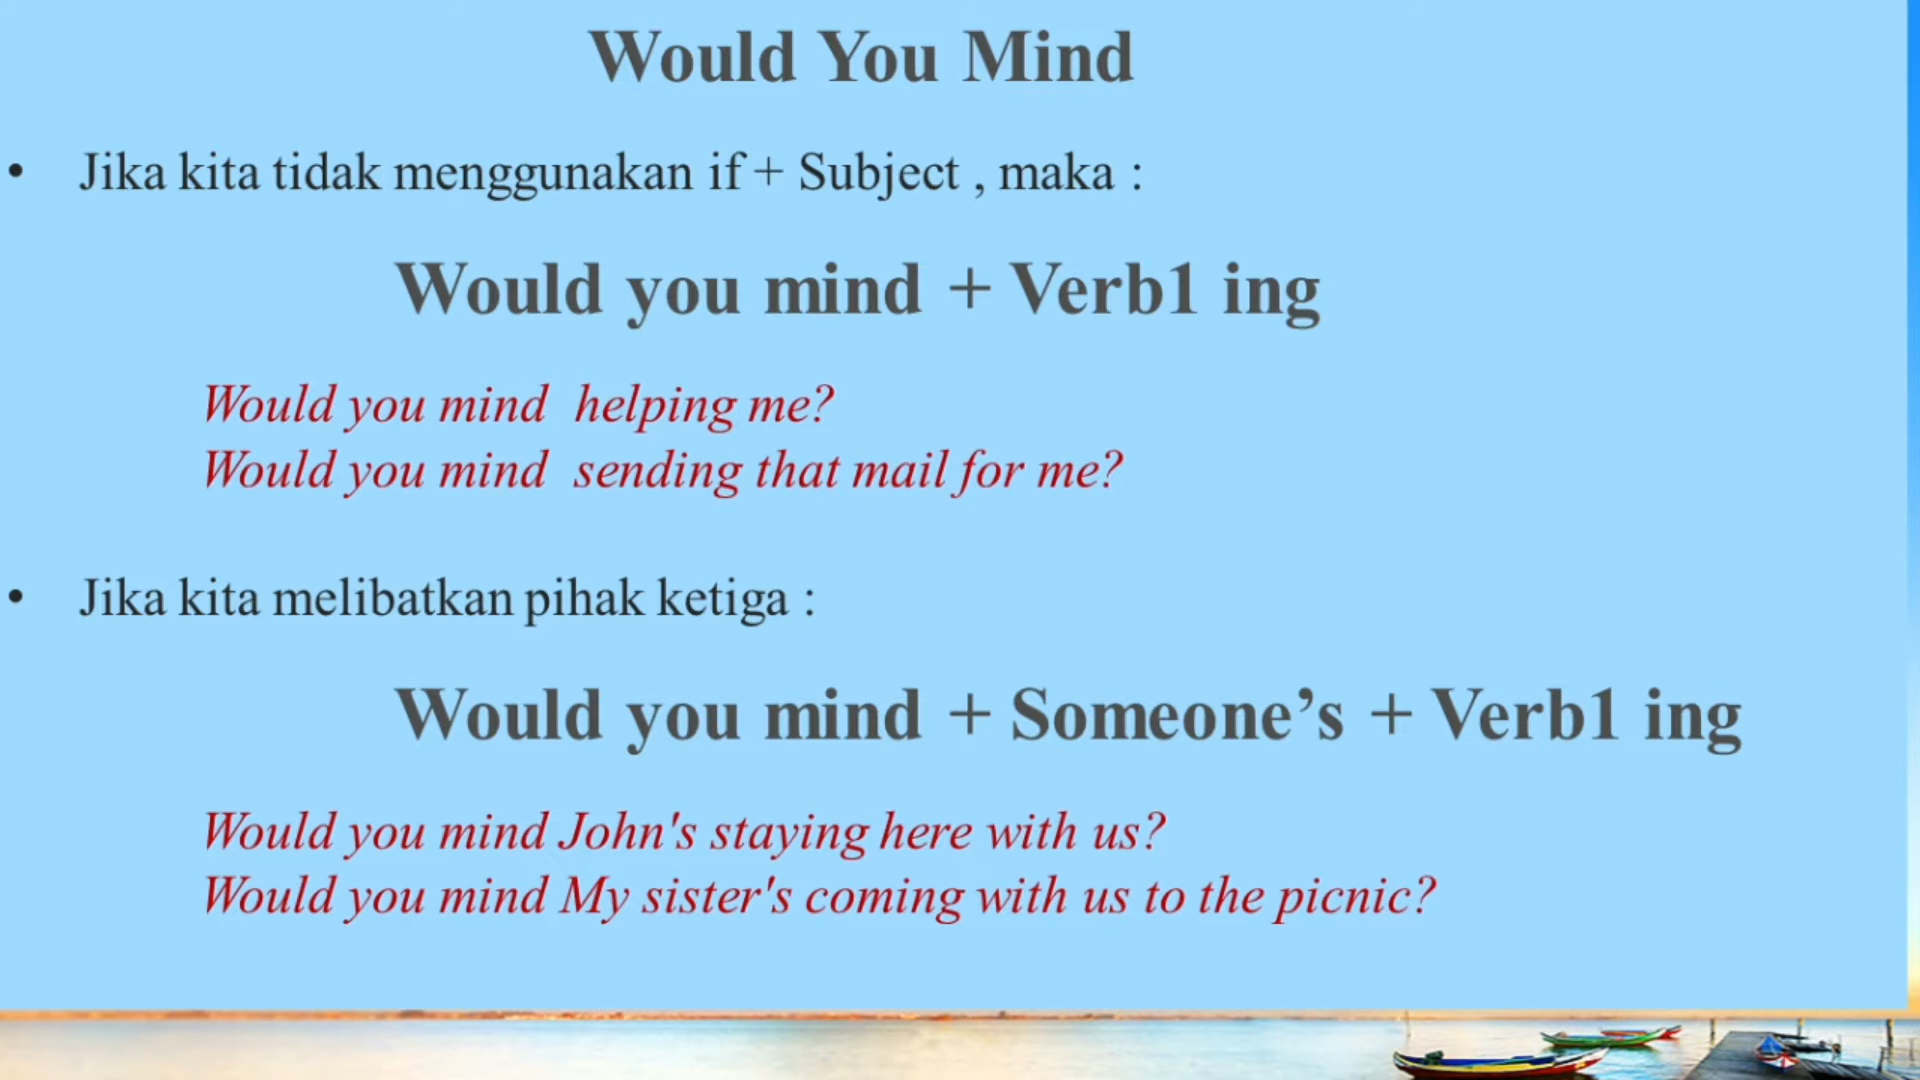 Would You Mind
• Jika kita tidak menggunakan if + Subject , maka :
Would you mind + Verb1 ing
Would you mind helping me?
Would you mind sending that mail for me?
• Jika kita melibatkan pihak ketiga :
Would you mind + Someone’s + Verb1 ing
Would you mind John's staying here with us?
Would you mind My sister's coming with us to the picnic?